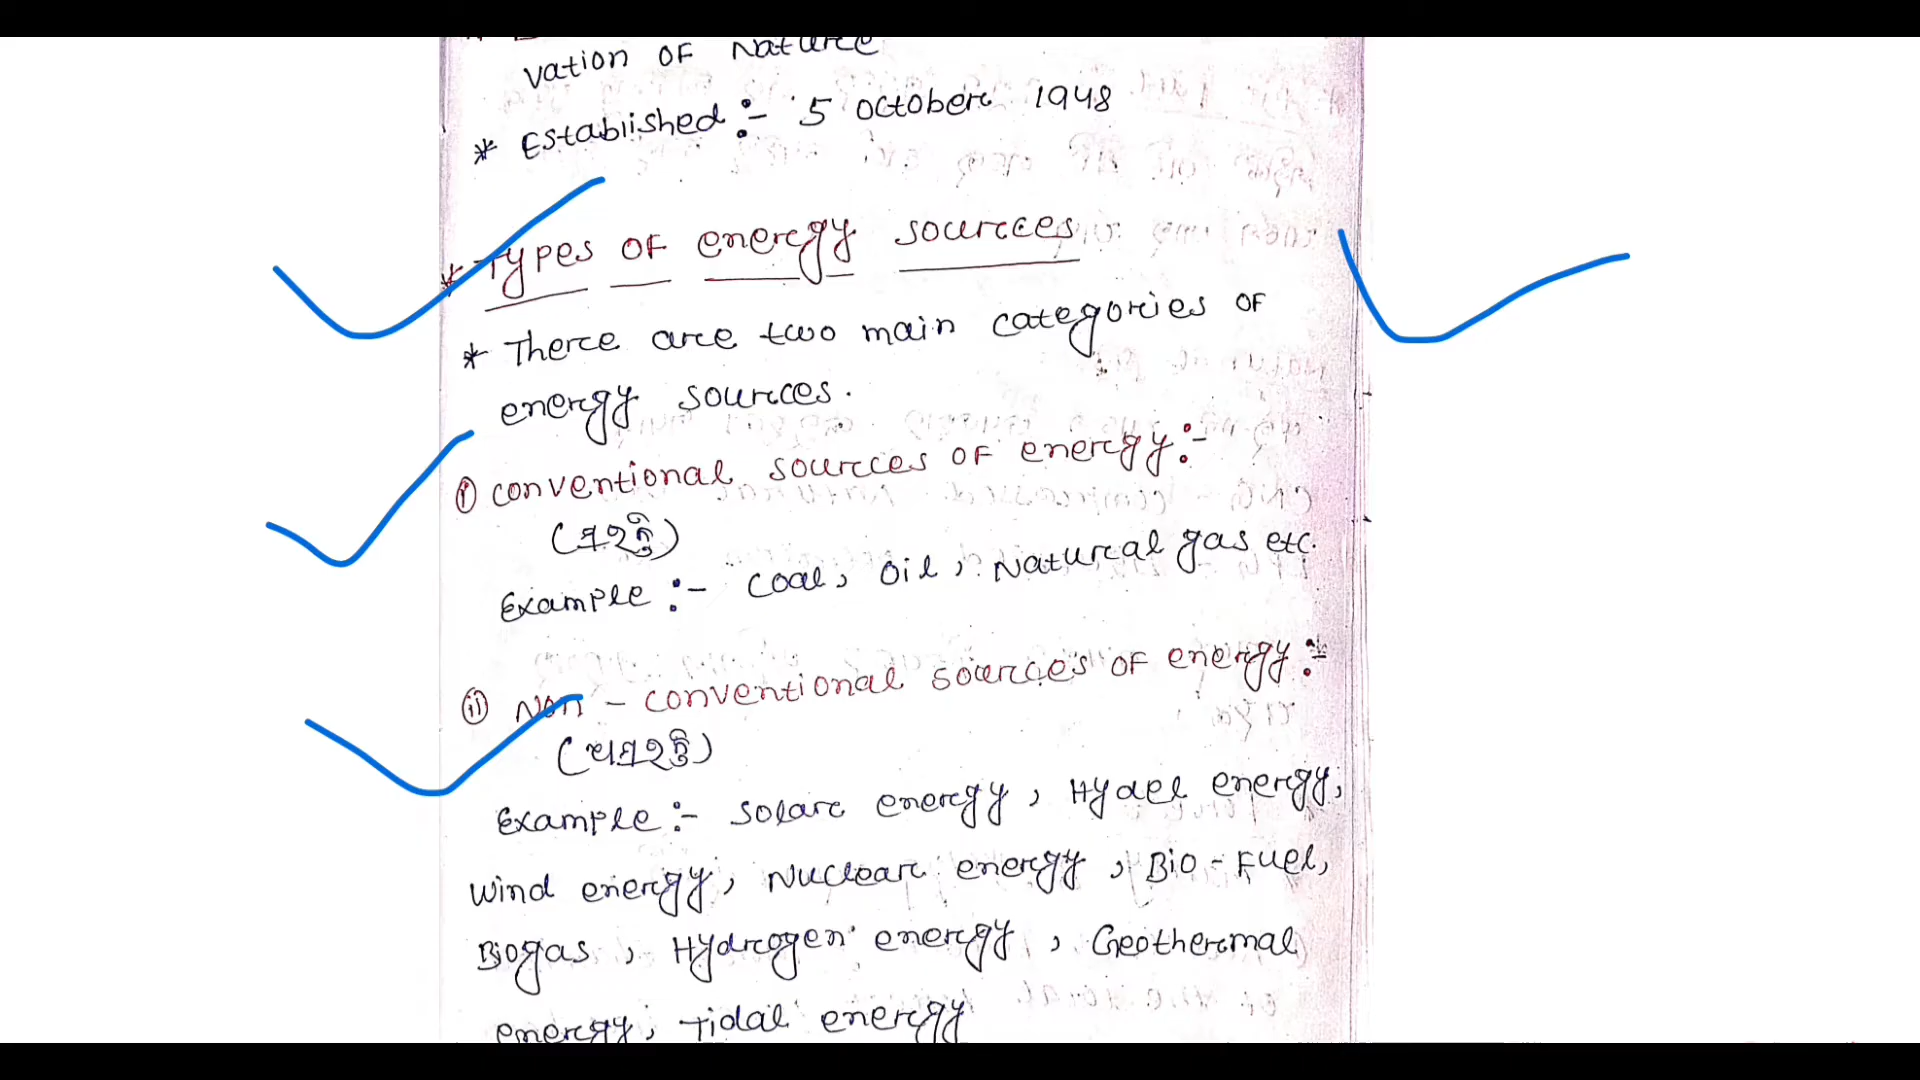 vation of Nature
* Established :- 5 October 1948
* Types of energy sources
* There are two main categories of
energy sources.
(i) conventional sources of energy :-
Example :- Coal, Oil, Natural gas etc.
(ii) Non - conventional sources of energy :-
Example :- Solar energy, Hydel energy,
Wind energy, Nuclear energy, Bio - Fuel,
Biogas, Hydrogen energy, Geothermal
energy, Tidal energy